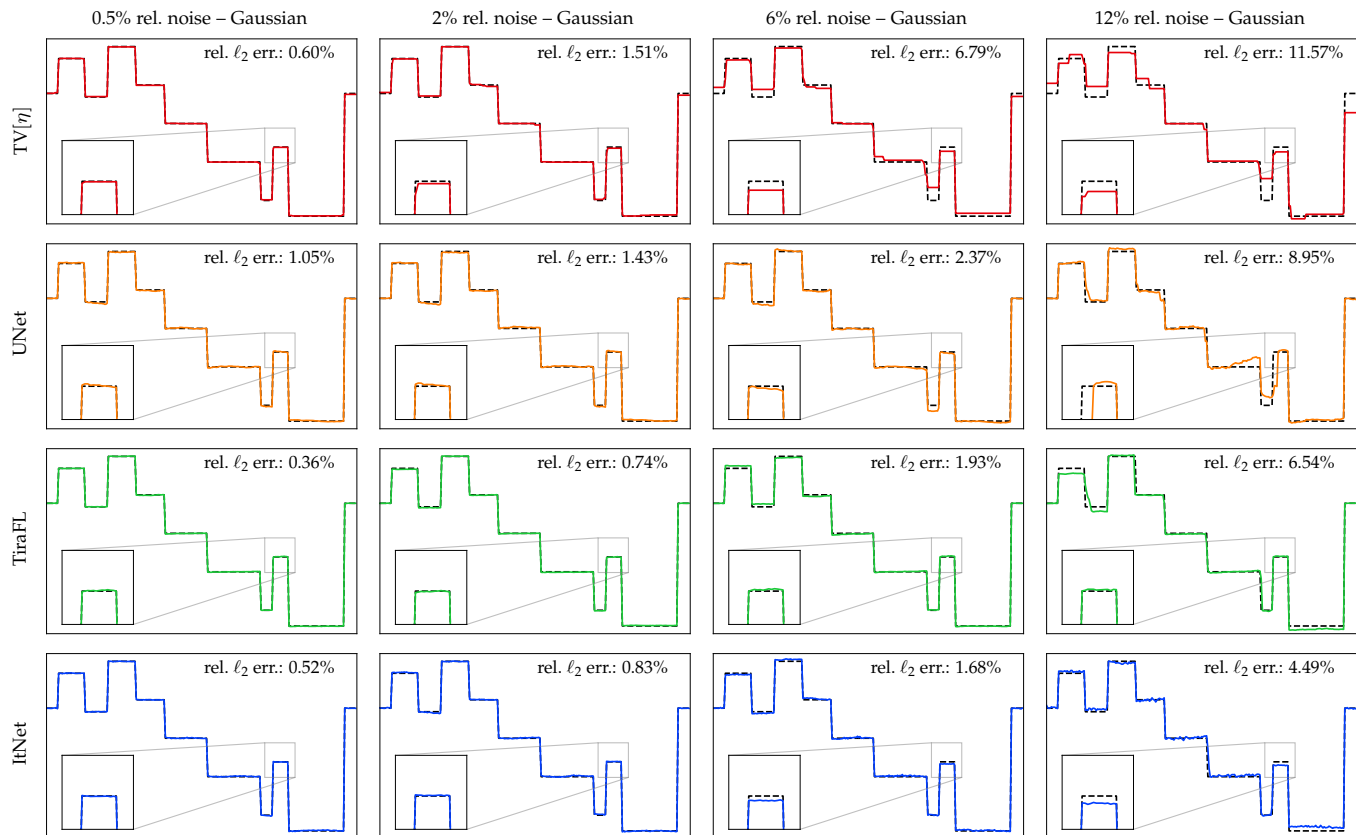 0.5% rel. noise – Gaussian
2% rel. noise – Gaussian
6% rel. noise – Gaussian
12% rel. noise – Gaussian
TV[η]
rel. ℓ₂ err.: 0.60%
rel. ℓ₂ err.: 1.51%
rel. ℓ₂ err.: 6.79%
rel. ℓ₂ err.: 11.57%
UNet
rel. ℓ₂ err.: 1.05%
rel. ℓ₂ err.: 1.43%
rel. ℓ₂ err.: 2.37%
rel. ℓ₂ err.: 8.95%
TiraFL
rel. ℓ₂ err.: 0.36%
rel. ℓ₂ err.: 0.74%
rel. ℓ₂ err.: 1.93%
rel. ℓ₂ err.: 6.54%
ItNet
rel. ℓ₂ err.: 0.52%
rel. ℓ₂ err.: 0.83%
rel. ℓ₂ err.: 1.68%
rel. ℓ₂ err.: 4.49%